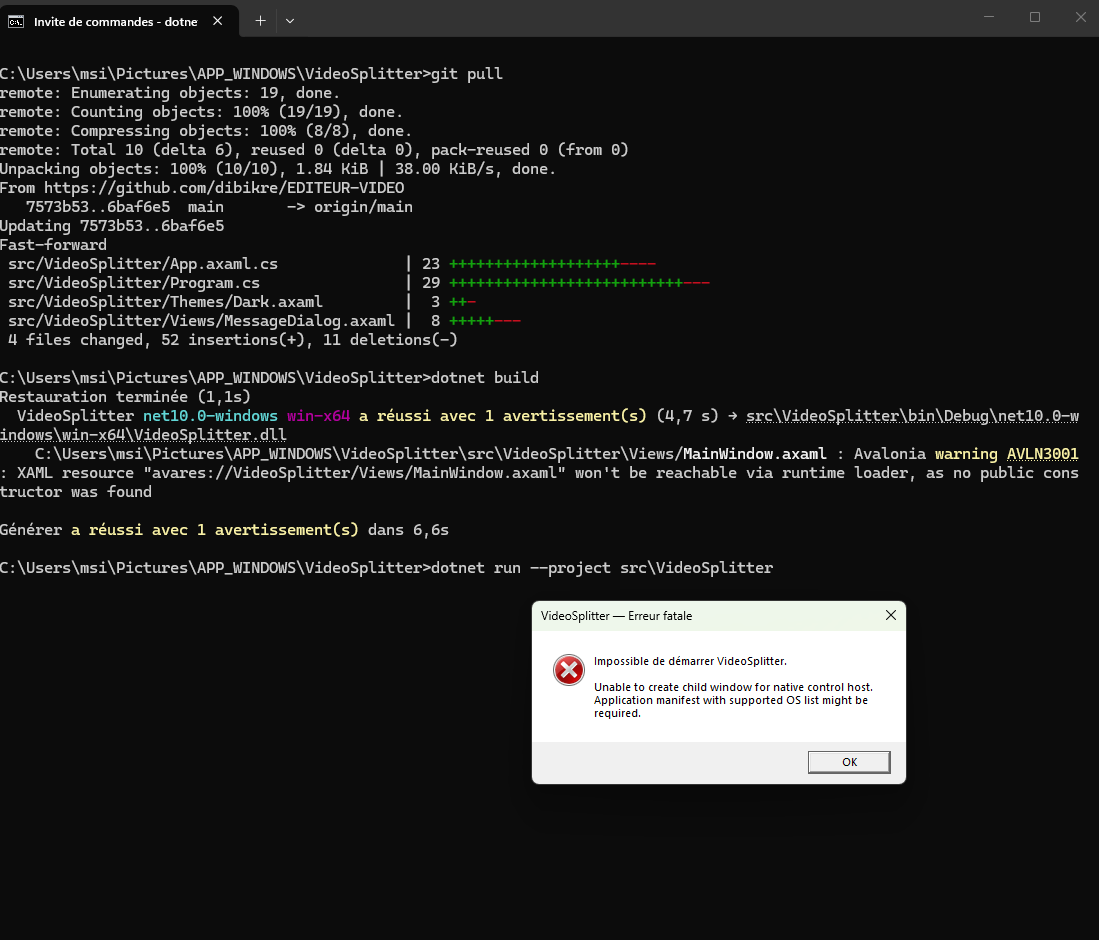 Invite de commandes - dotne
C:\Users\msi\Pictures\APP_WINDOWS\VideoSplitter>git pull
remote: Enumerating objects: 19, done.
remote: Counting objects: 100% (19/19), done.
remote: Compressing objects: 100% (8/8), done.
remote: Total 10 (delta 6), reused 0 (delta 0), pack-reused 0 (from 0)
Unpacking objects: 100% (10/10), 1.84 KiB | 38.00 KiB/s, done.
From https://github.com/dibikre/EDITEUR-VIDEO
   7573b53..6baf6e5  main       -> origin/main
Updating 7573b53..6baf6e5
Fast-forward
 src/VideoSplitter/App.axaml.cs              | 23 +++++++++++++++++++----
 src/VideoSplitter/Program.cs                | 29 ++++++++++++++++++++++++++---
 src/VideoSplitter/Themes/Dark.axaml         |  3 ++-
 src/VideoSplitter/Views/MessageDialog.axaml |  8 +++++---
 4 files changed, 52 insertions(+), 11 deletions(-)
C:\Users\msi\Pictures\APP_WINDOWS\VideoSplitter>dotnet build
Restauration terminée (1,1s)
  VideoSplitter net10.0-windows win-x64 a réussi avec 1 avertissement(s) (4,7 s) → src\VideoSplitter\bin\Debug\net10.0-w
indows\win-x64\VideoSplitter.dll
    C:\Users\msi\Pictures\APP_WINDOWS\VideoSplitter\src\VideoSplitter\Views/MainWindow.axaml : Avalonia warning AVLN3001
: XAML resource "avares://VideoSplitter/Views/MainWindow.axaml" won't be reachable via runtime loader, as no public cons
tructor was found
Générer a réussi avec 1 avertissement(s) dans 6,6s
C:\Users\msi\Pictures\APP_WINDOWS\VideoSplitter>dotnet run --project src\VideoSplitter
VideoSplitter — Erreur fatale
Impossible de démarrer VideoSplitter.
Unable to create child window for native control host.
Application manifest with supported OS list might be
required.
OK